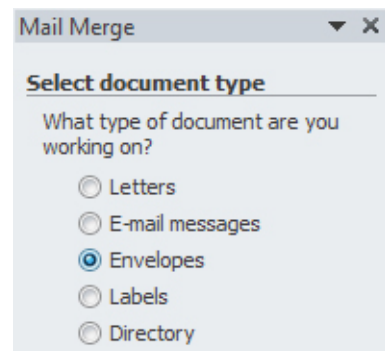 Mail Merge
Select document type
What type of document are you
working on?
Letters
E-mail messages
Envelopes
Labels
Directory